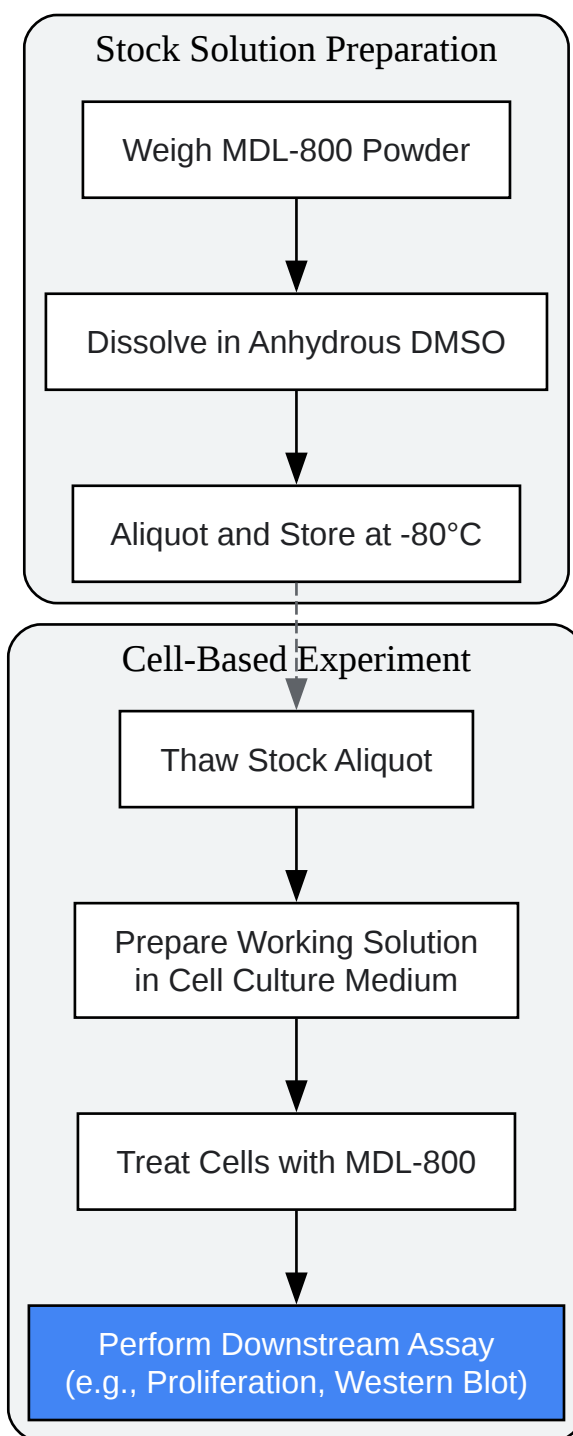 Stock Solution Preparation
Weigh MDL-800 Powder
Dissolve in Anhydrous DMSO
Aliquot and Store at -80°C
Cell-Based Experiment
Thaw Stock Aliquot
Prepare Working Solution
in Cell Culture Medium
Treat Cells with MDL-800
Perform Downstream Assay
(e.g., Proliferation, Western Blot)